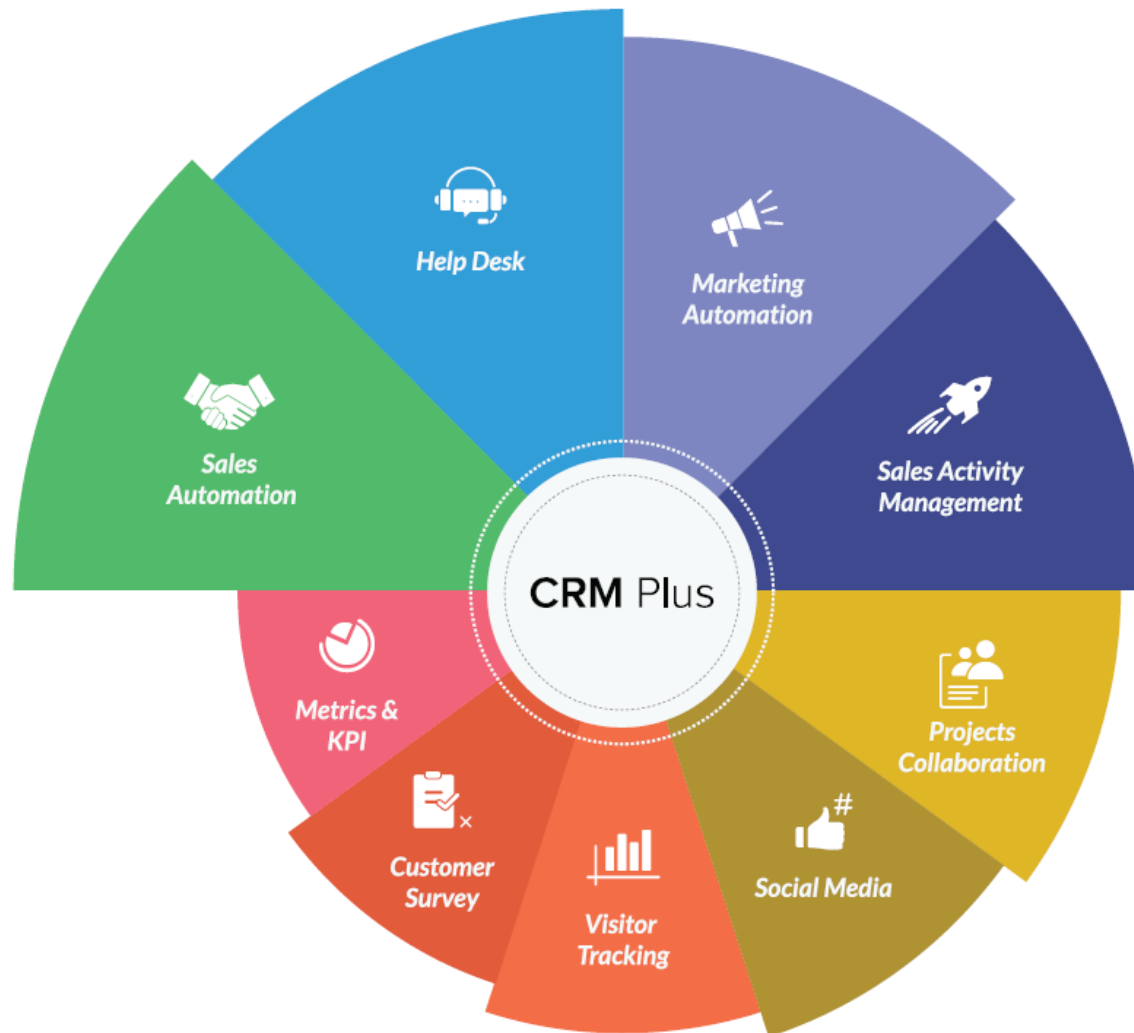 Help Desk
Marketing
Automation
Sales
Automation
Sales Activity
Management
CRM Plus
Metrics &
KPI
Projects
Collaboration
Customer
Survey
#
Social Media
Visitor
Tracking